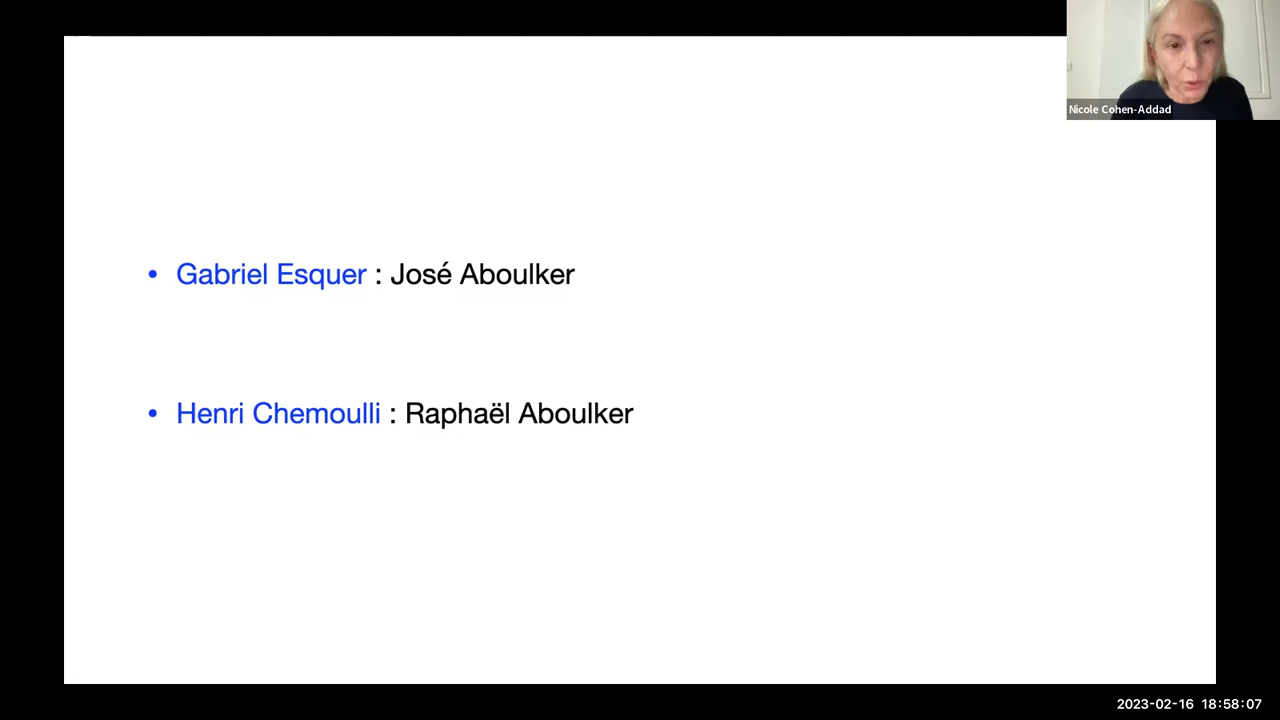 Nicole Cohen-Addad
• Gabriel Esquer : José Aboulker
• Henri Chemoulli : Raphaël Aboulker
2023-02-16 18:58:07